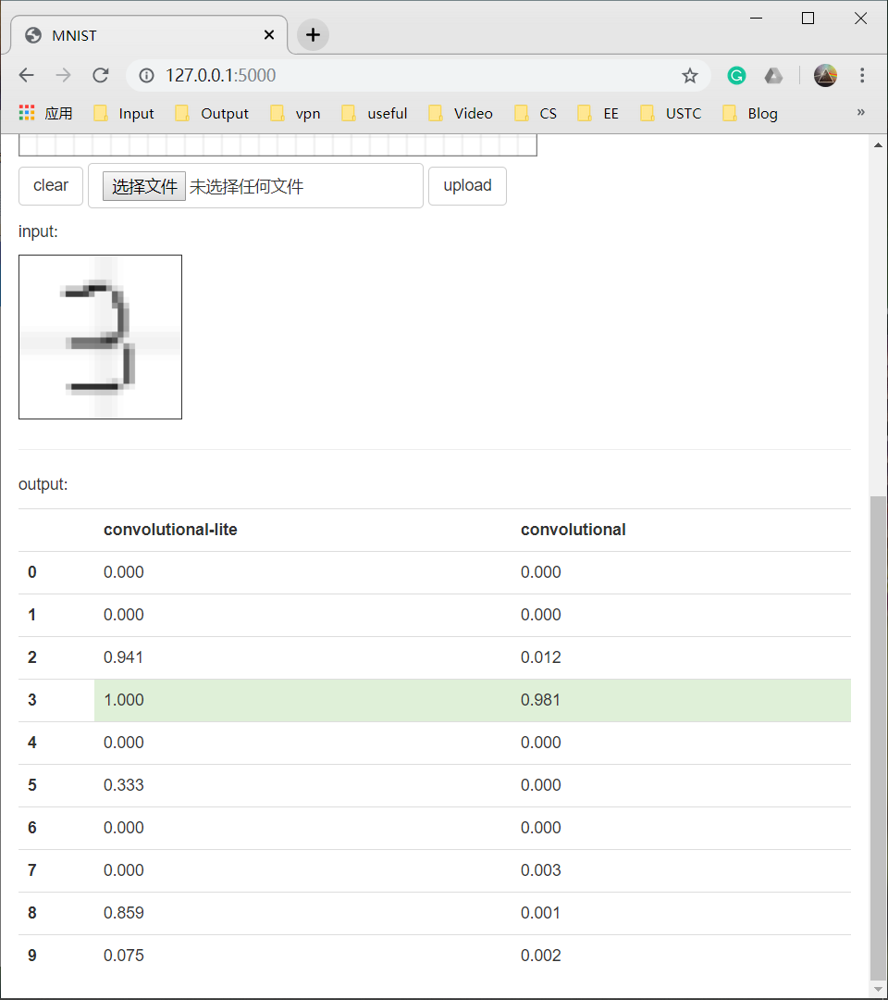 MNIST
127.0.0.1:5000
应用 Input Output vpn useful Video CS EE USTC Blog »
clear 选择文件 未选择任何文件 upload
input:
3
output:
convolutional-lite convolutional
0 0.000 0.000
1 0.000 0.000
2 0.941 0.012
3 1.000 0.981
4 0.000 0.000
5 0.333 0.000
6 0.000 0.000
7 0.000 0.003
8 0.859 0.001
9 0.075 0.002